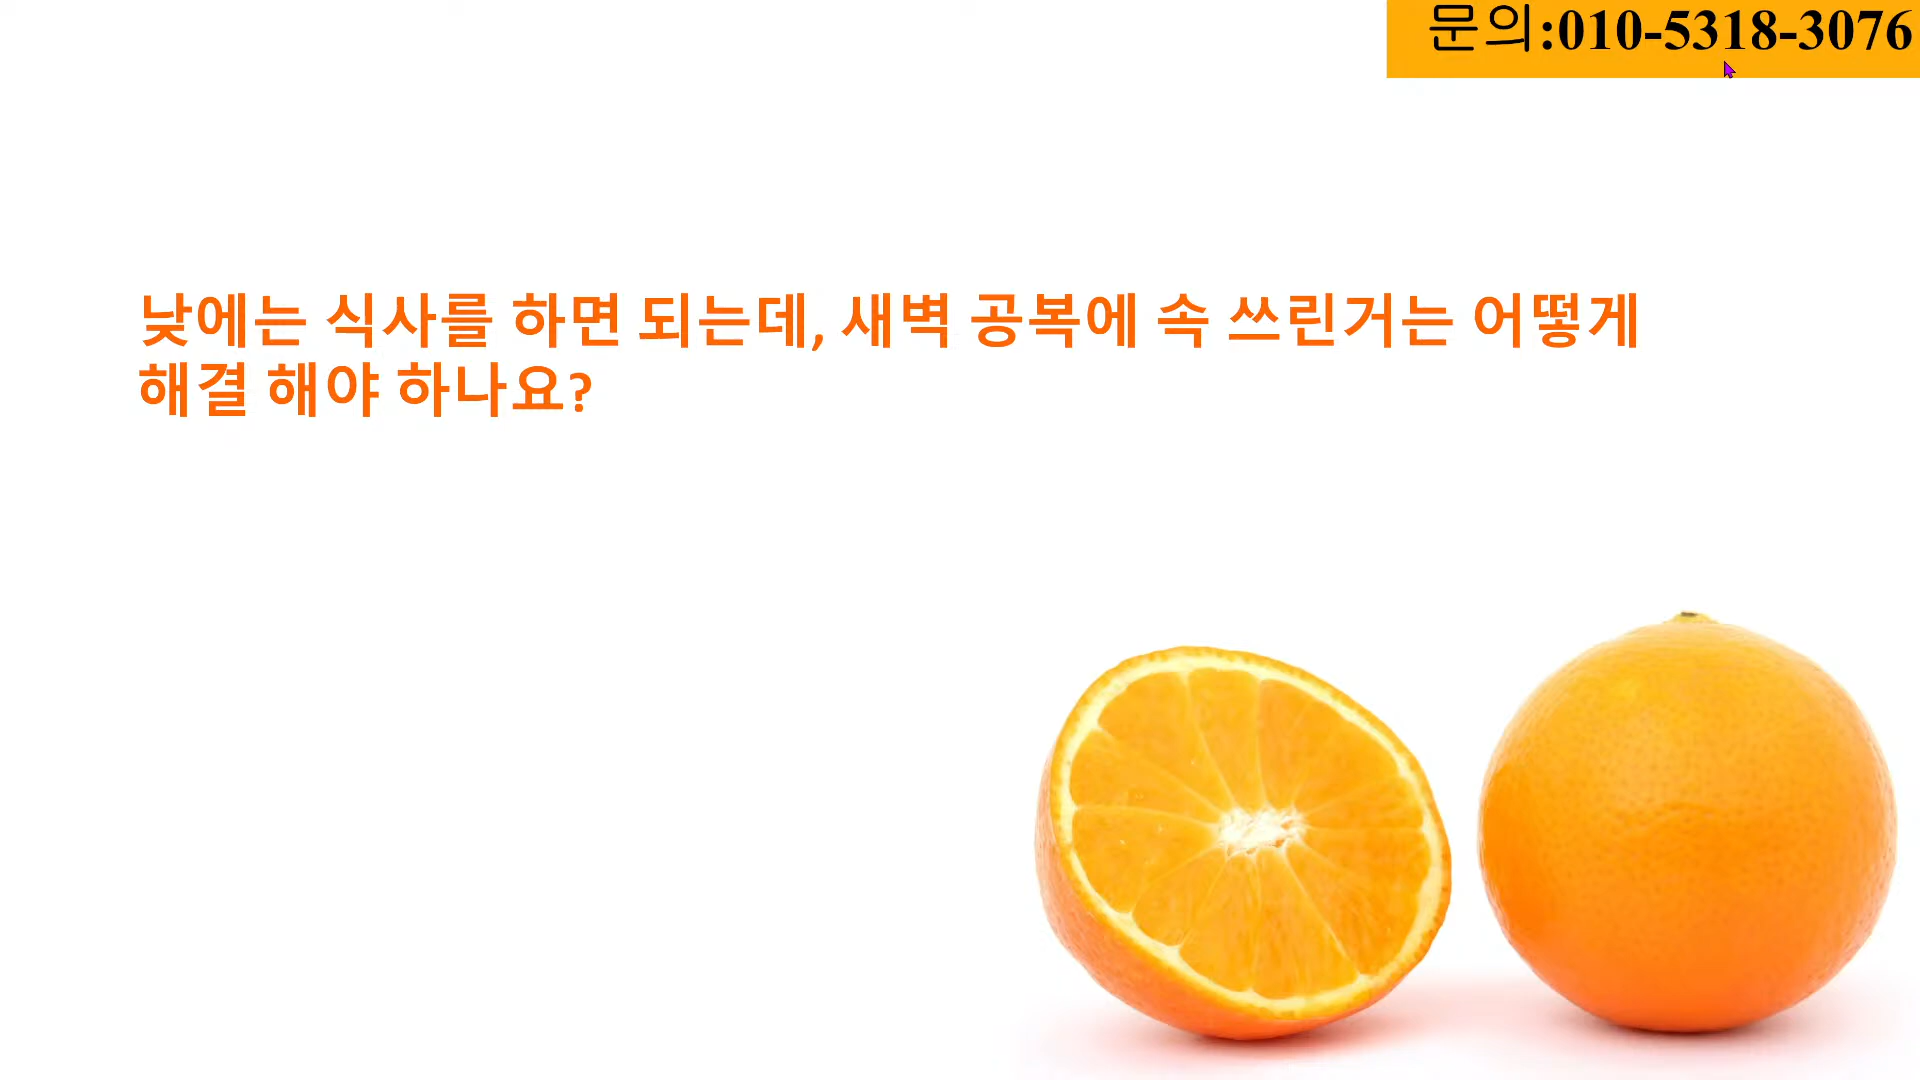 문의:010-5318-3076
낮에는 식사를 하면 되는데, 새벽 공복에 속 쓰린거는 어떻게
해결 해야 하나요?